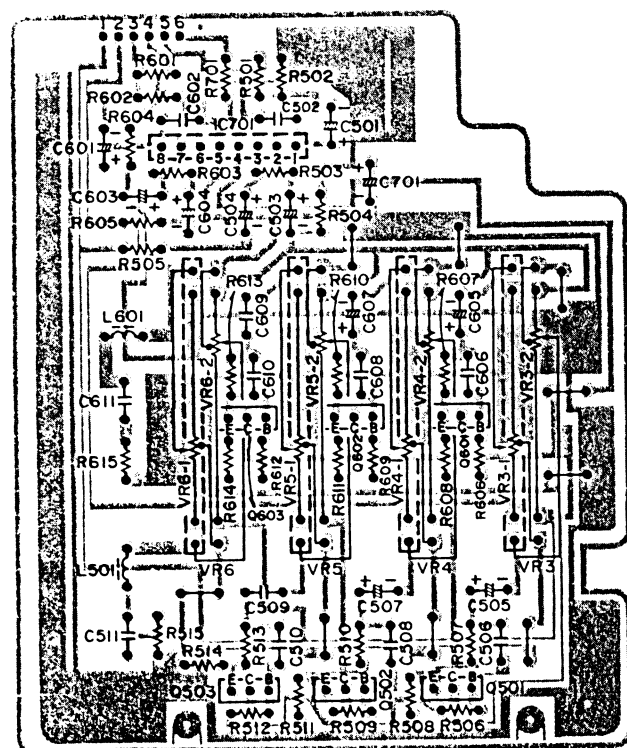 1 2 3 4 5 6
R601
R602
C602
R701
R501
R502
R604
IC701
C502
C501
C601
8-7-6-5-4-3-2-1
R603
R503
C701
C603
C604
C504
C503
R504
R605
R505
R613
R610
R607
C609
C607
C605
L601
VR6-2
C610
VR5-2
C608
VR4-2
C606
VR3-2
C611
E-C-B
E-C-B
E-C-B
R615
VR6-1
R614
R612
Q603
VR5-1
R611
Q602
R609
VR4-1
R608
Q601
R606
VR3-1
VR6
VR5
VR4
VR3
L501
C509
C507
C505
C511
R515
R513
C510
R510
C508
R507
C506
R514
Q503
E-C-B
E-C-B
Q502
E-C-B
Q501
R512
R511
R509
R508
R506